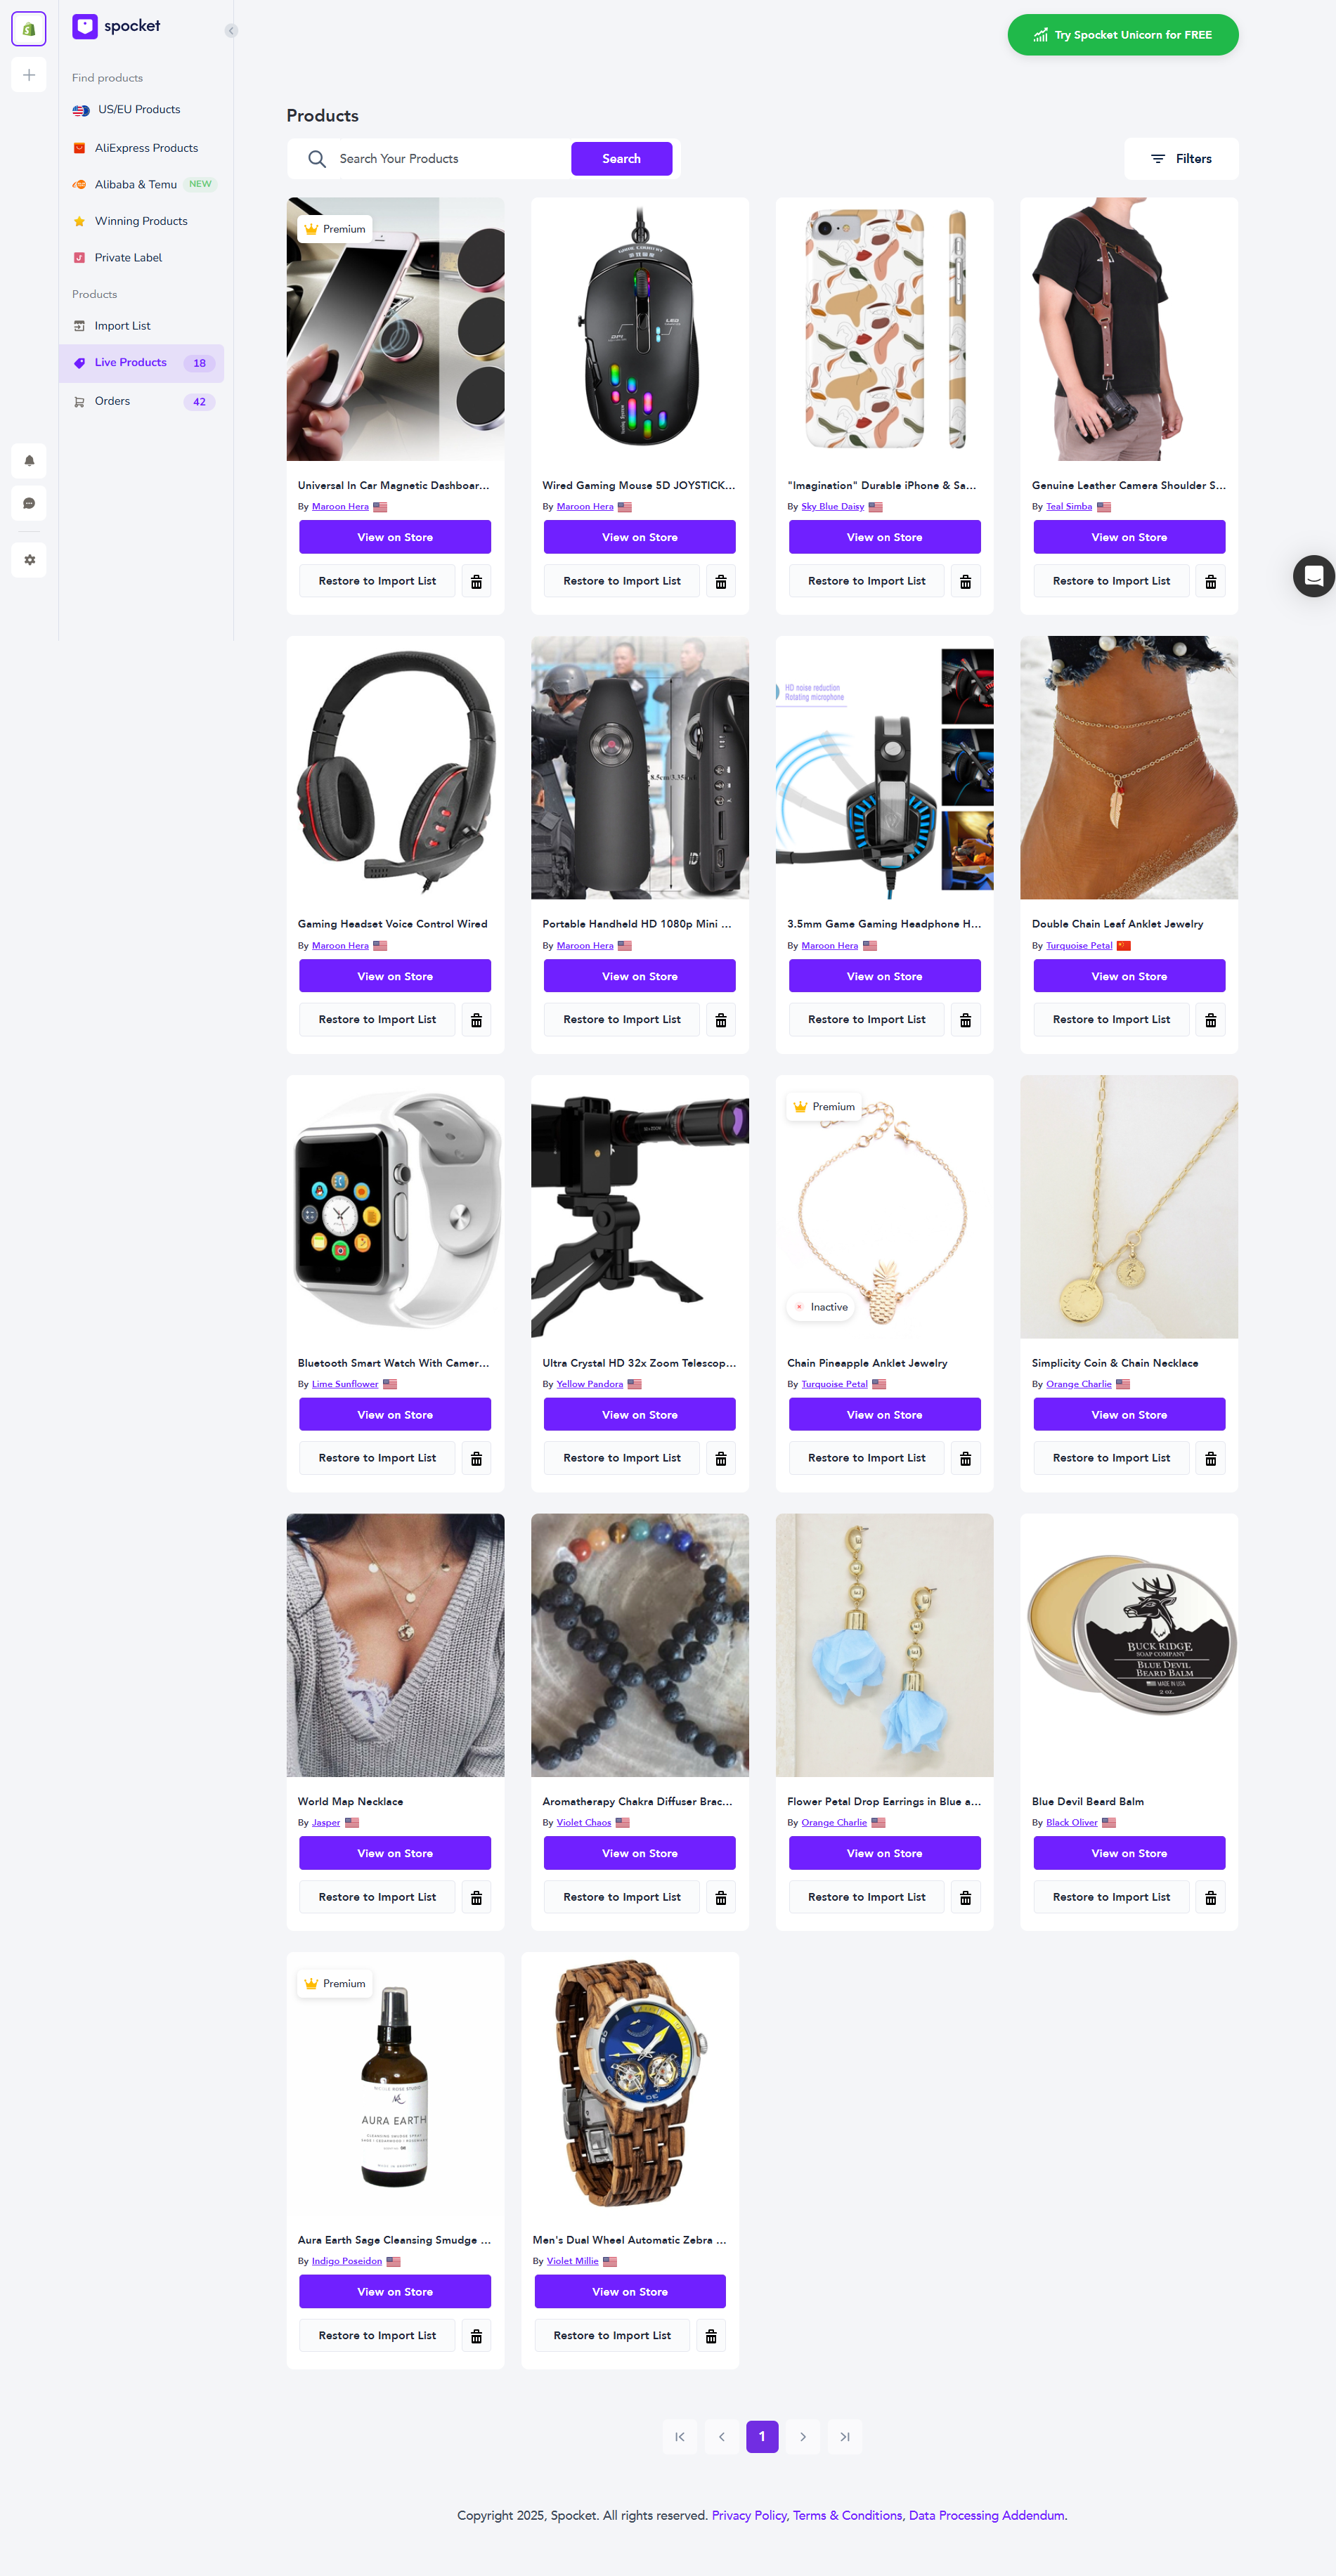 spocket
Try Spocket Unicorn for FREE
Find products
US/EU Products
AliExpress Products
Alibaba & Temu NEW
Winning Products
Private Label
Products
Import List
Live Products 18
Orders 42
Products
Search Your Products
Search
Filters
Premium
Universal In Car Magnetic Dashboar...
By Maroon Hera
View on Store
Restore to Import List
DPI
LED
Wired Gaming Mouse 5D JOYSTICK...
By Maroon Hera
View on Store
Restore to Import List
"Imagination" Durable iPhone & Sa...
By Sky Blue Daisy
View on Store
Restore to Import List
Genuine Leather Camera Shoulder S...
By Teal Simba
View on Store
Restore to Import List
Gaming Headset Voice Control Wired
By Maroon Hera
View on Store
Restore to Import List
8.5cm/3.35
Portable Handheld HD 1080p Mini ...
By Maroon Hera
View on Store
Restore to Import List
HD noise reduction
Rotating microphone
3.5mm Game Gaming Headphone H...
By Maroon Hera
View on Store
Restore to Import List
Double Chain Leaf Anklet Jewelry
By Turquoise Petal
View on Store
Restore to Import List
Bluetooth Smart Watch With Camer...
By Lime Sunflower
View on Store
Restore to Import List
Ultra Crystal HD 32x Zoom Telescop...
By Yellow Pandora
View on Store
Restore to Import List
Premium
Inactive
Chain Pineapple Anklet Jewelry
By Turquoise Petal
View on Store
Restore to Import List
Simplicity Coin & Chain Necklace
By Orange Charlie
View on Store
Restore to Import List
World Map Necklace
By Jasper
View on Store
Restore to Import List
Aromatherapy Chakra Diffuser Brac...
By Violet Chaos
View on Store
Restore to Import List
Flower Petal Drop Earrings in Blue a...
By Orange Charlie
View on Store
Restore to Import List
BUCK RIDGE
SOAP COMPANY
BLUE DEVIL
BEARD BALM
MADE IN USA
2 OZ.
Blue Devil Beard Balm
By Black Oliver
View on Store
Restore to Import List
Premium
AURA EARTH
Aura Earth Sage Cleansing Smudge ...
By Indigo Poseidon
View on Store
Restore to Import List
Men's Dual Wheel Automatic Zebra ...
By Violet Millie
View on Store
Restore to Import List
1
Copyright 2025, Spocket. All rights reserved. Privacy Policy, Terms & Conditions, Data Processing Addendum.